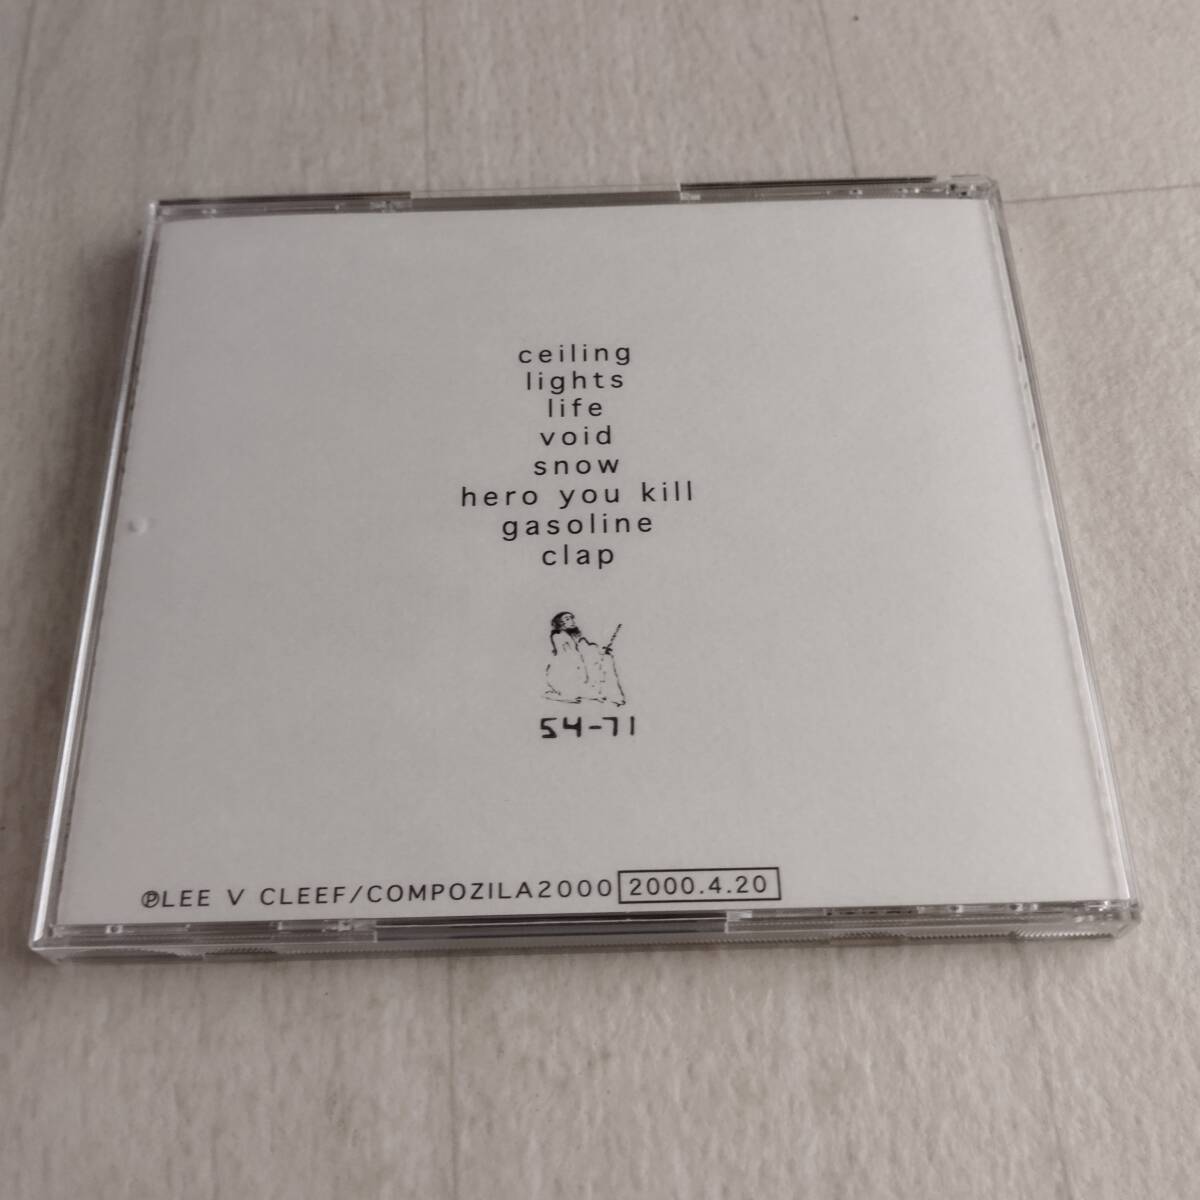 ceiling
lights
life
void
snow
hero you kill
gasoline
clap
54-71
℗LEE V CLEEF/COMPOZILA2000 2000.4.20